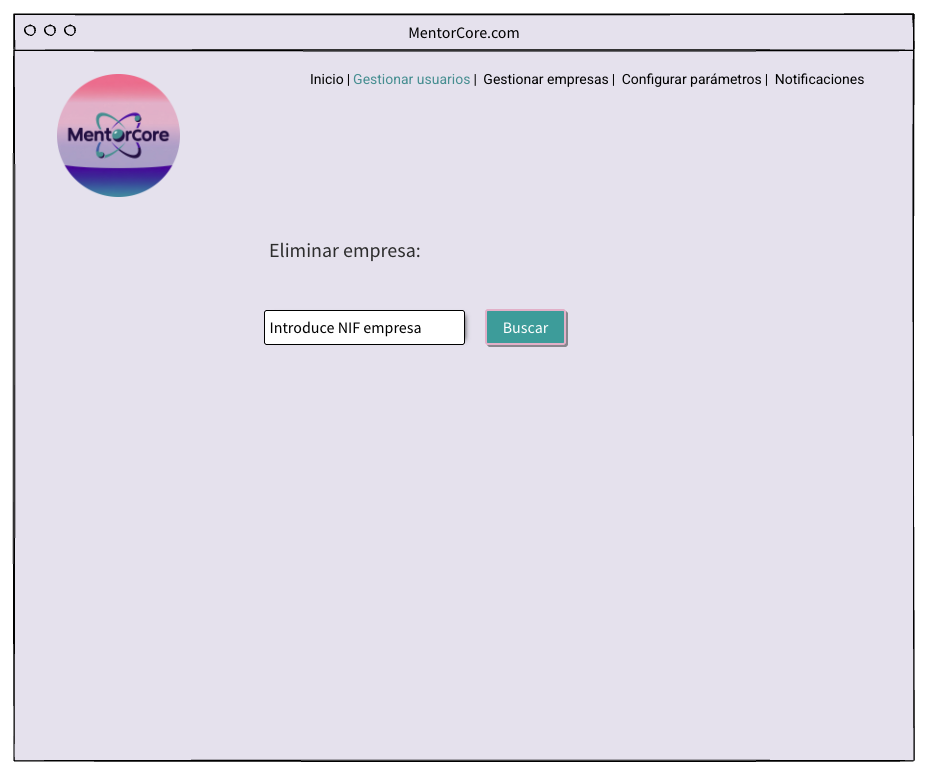 MentorCore.com
Inicio | Gestionar usuarios | Gestionar empresas | Configurar parámetros | Notificaciones
MentorCore
Eliminar empresa:
Introduce NIF empresa Buscar